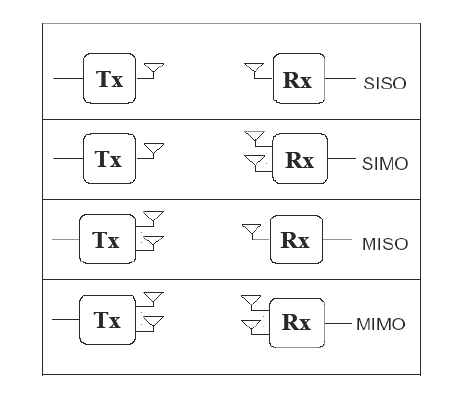 Tx Rx SISO
Tx Rx SIMO
Tx Rx MISO
Tx Rx MIMO